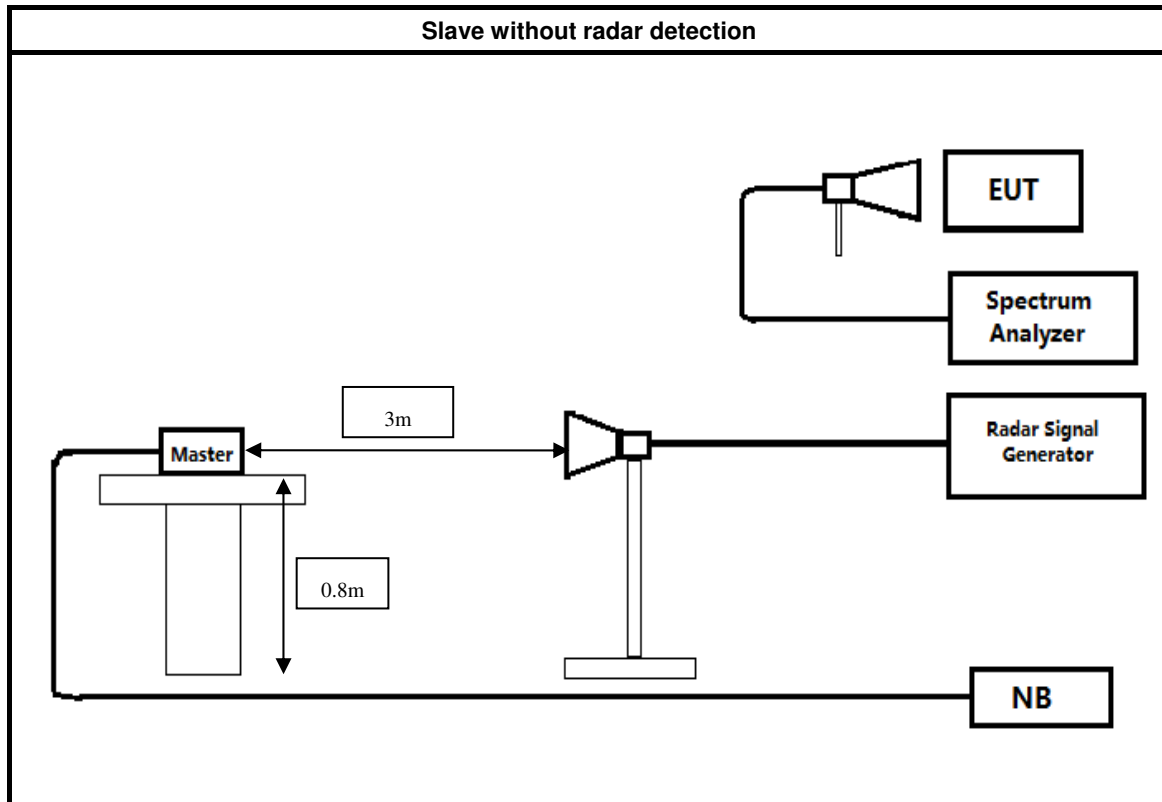 Slave without radar detection
EUT
Spectrum
Analyzer
3m
Master
Radar Signal
Generator
0.8m
NB